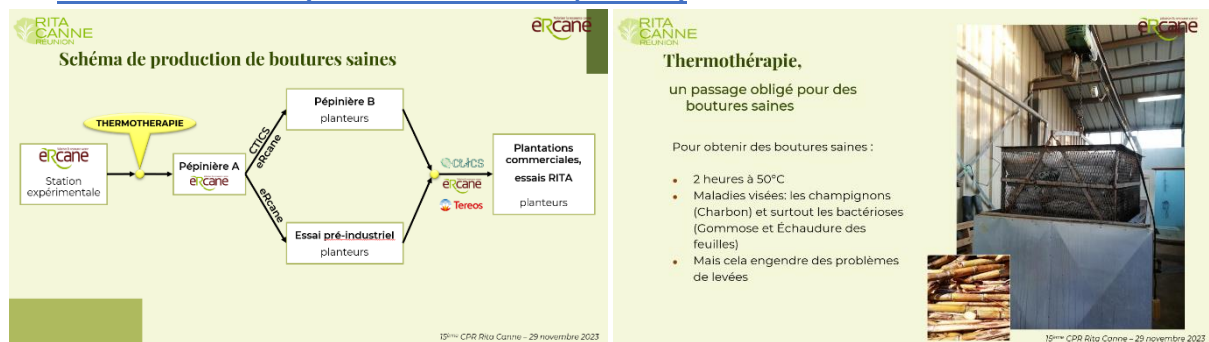 RITA
CANNE
RÉUNION
eRcane
Schéma de production de boutures saines
THERMOTHERAPIE
eRcane
Station
expérimentale
Pépinière A
eRcane
CTICS
eRcane
eRcane
Pépinière B
planteurs
Essai pré-industriel
planteurs
CTICS
eRcane
Tereos
Plantations
commerciales,
essais RITA
planteurs
15ème CPR Rita Canne – 29 novembre 2023
RITA
CANNE
RÉUNION
eRcane
Thermothérapie,
un passage obligé pour des
boutures saines
Pour obtenir des boutures saines :
• 2 heures à 50°C
• Maladies visées: les champignons
(Charbon) et surtout les bactérioses
(Gommose et Échaudure des
feuilles)
• Mais cela engendre des problèmes
de levées
15ème CPR Rita Canne – 29 novembre 2023